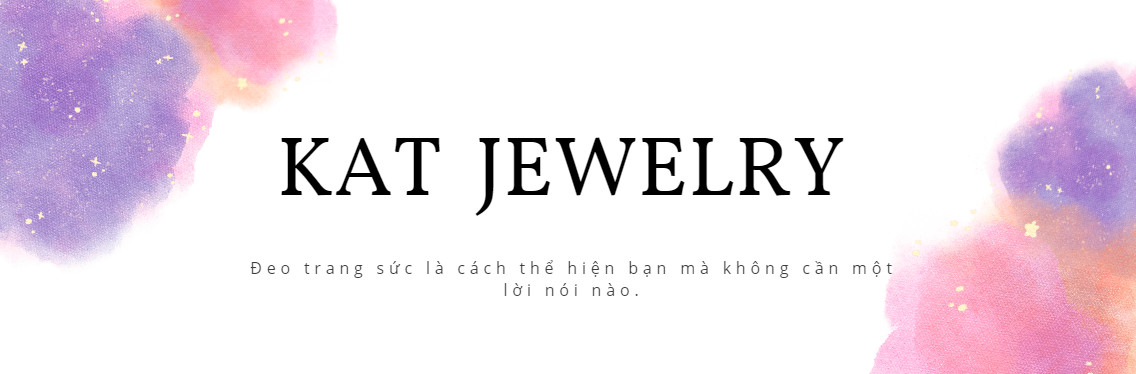 KAT JEWELRY
Đeo trang sức là cách thể hiện bạn mà không cần một
lời nói nào.